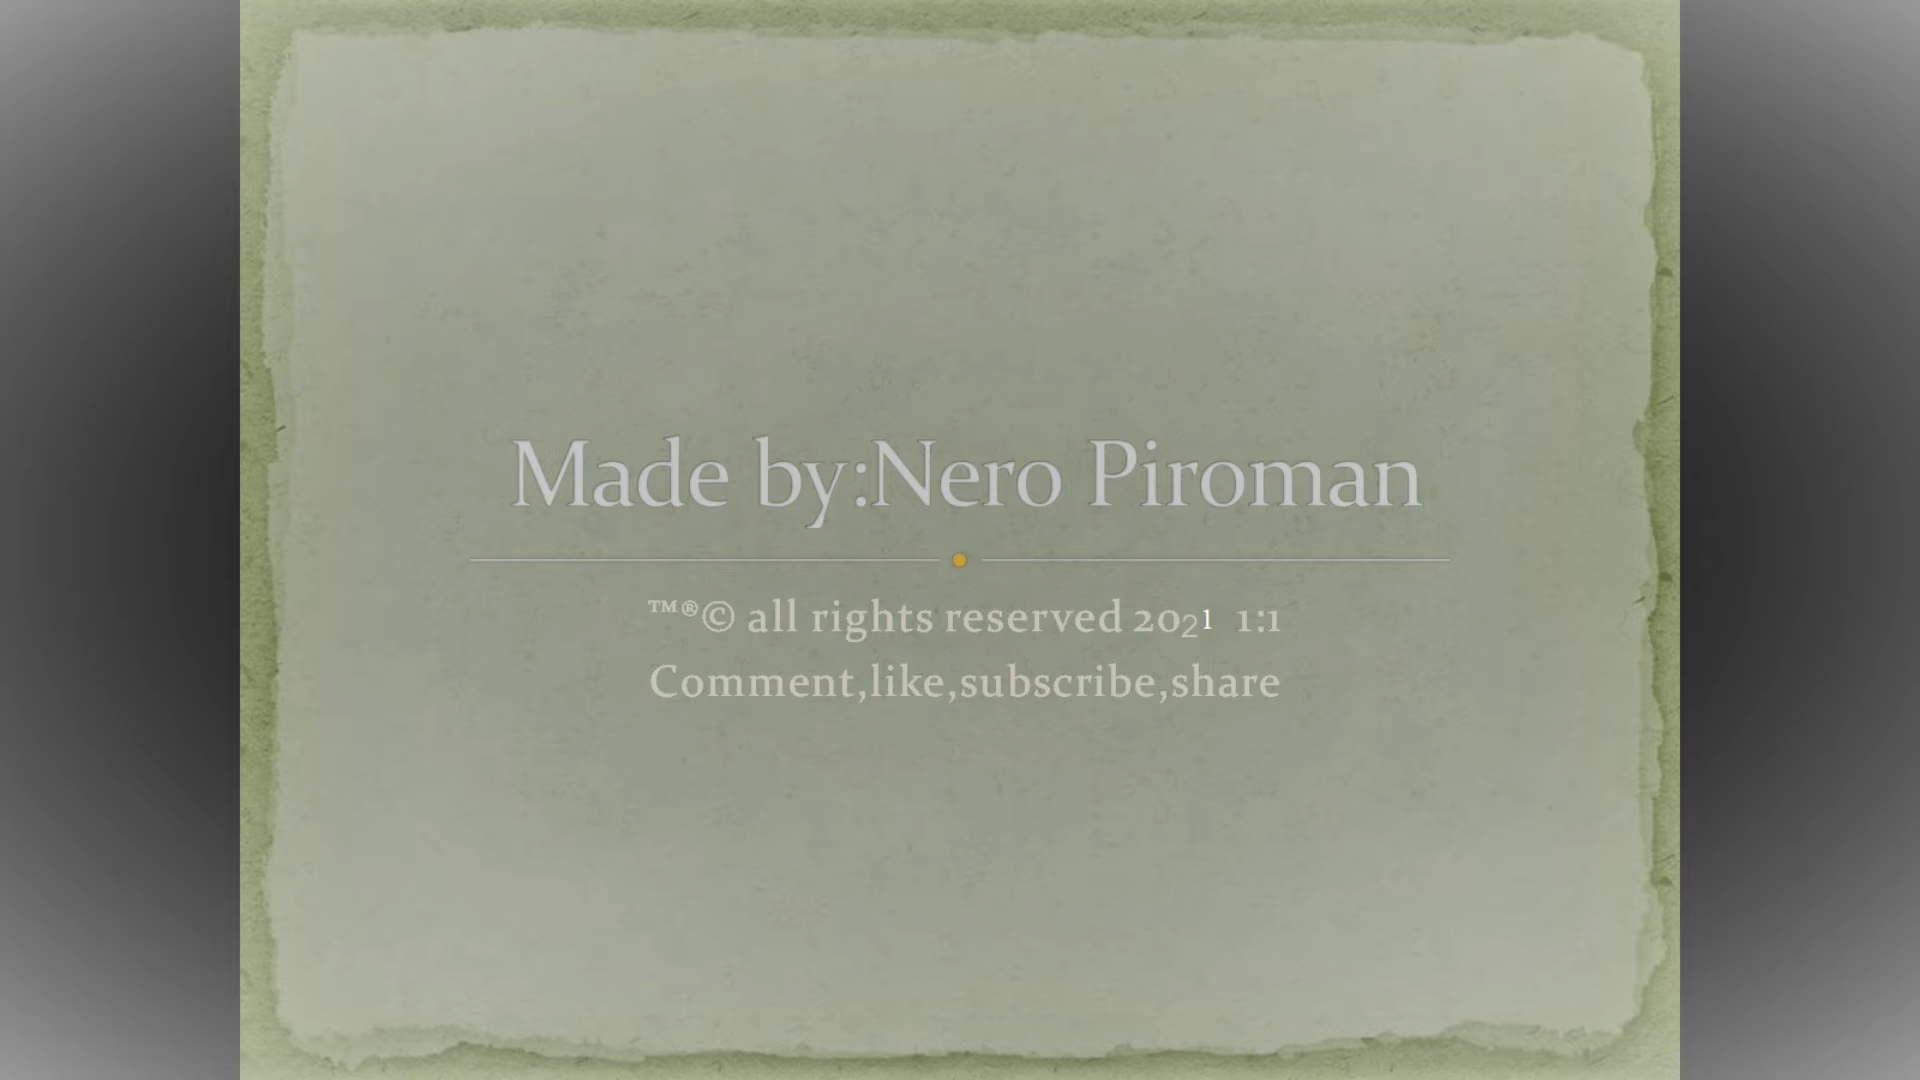 Made by:Nero Piroman
™®© all rights reserved 2021 1:1
Comment,like,subscribe,share